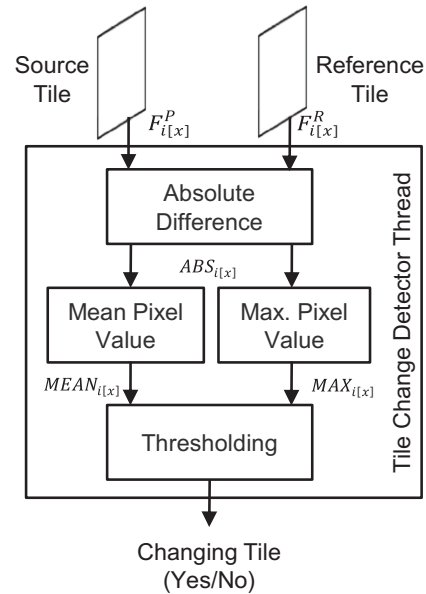 Source
Tile
Reference
Tile
F^P_{i[x]}
F^R_{i[x]}
Absolute
Difference
ABS_{i[x]}
Mean Pixel
Value
Max. Pixel
Value
MEAN_{i[x]}
MAX_{i[x]}
Thresholding
Tile Change Detector Thread
Changing Tile
(Yes/No)